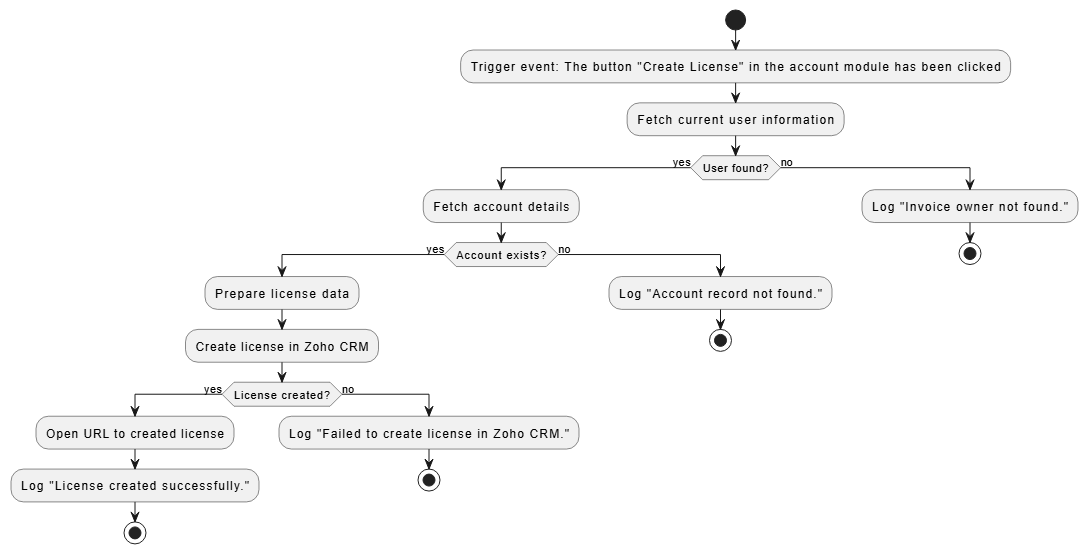 Trigger event: The button "Create License" in the account module has been clicked
Fetch current user information
yes
User found?
no
Fetch account details
Log "Invoice owner not found."
yes
Account exists?
no
Prepare license data
Log "Account record not found."
Create license in Zoho CRM
yes
License created?
no
Open URL to created license
Log "Failed to create license in Zoho CRM."
Log "License created successfully."